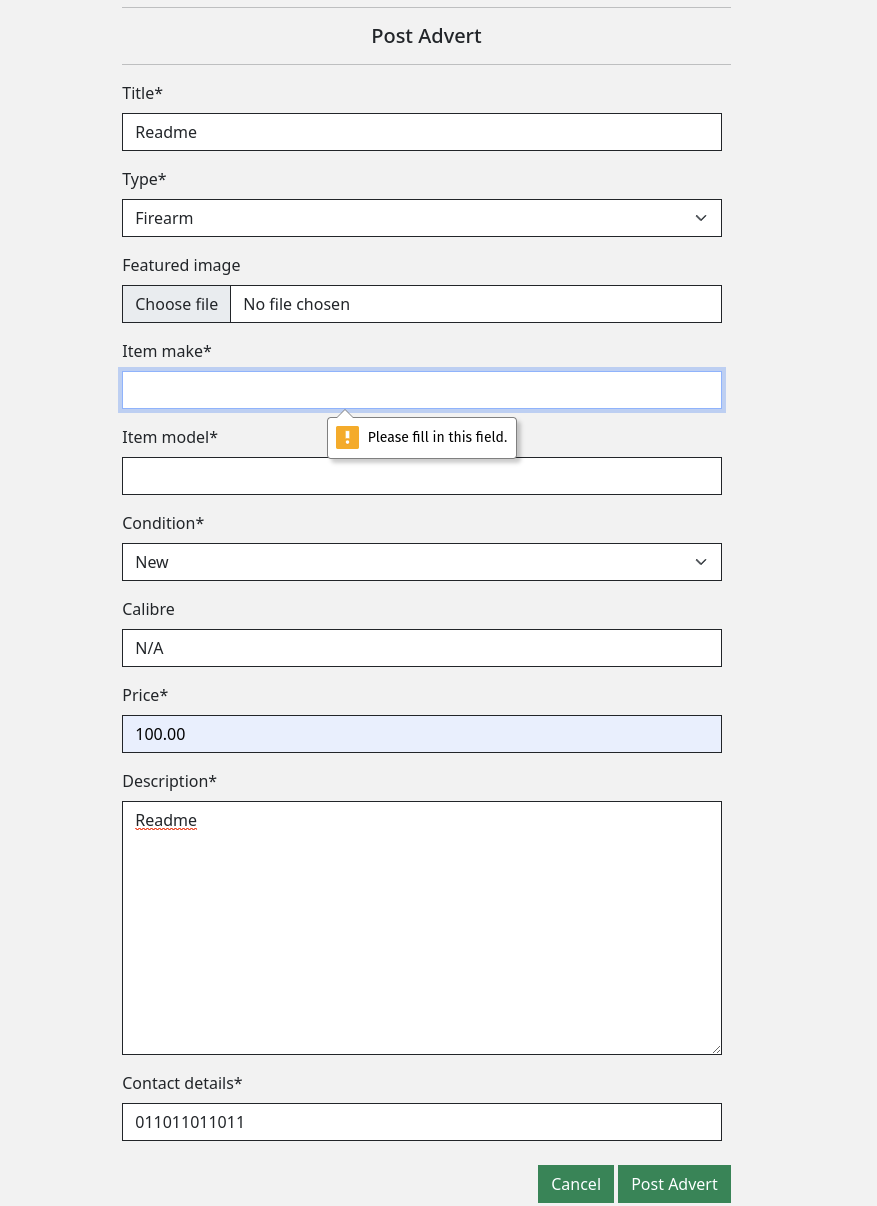 Post Advert
Title*
Readme
Type*
Firearm
Featured image
Choose file No file chosen
Item make*
Please fill in this field.
Item model*
Condition*
New
Calibre
N/A
Price*
100.00
Description*
Readme
Contact details*
011011011011
Cancel Post Advert